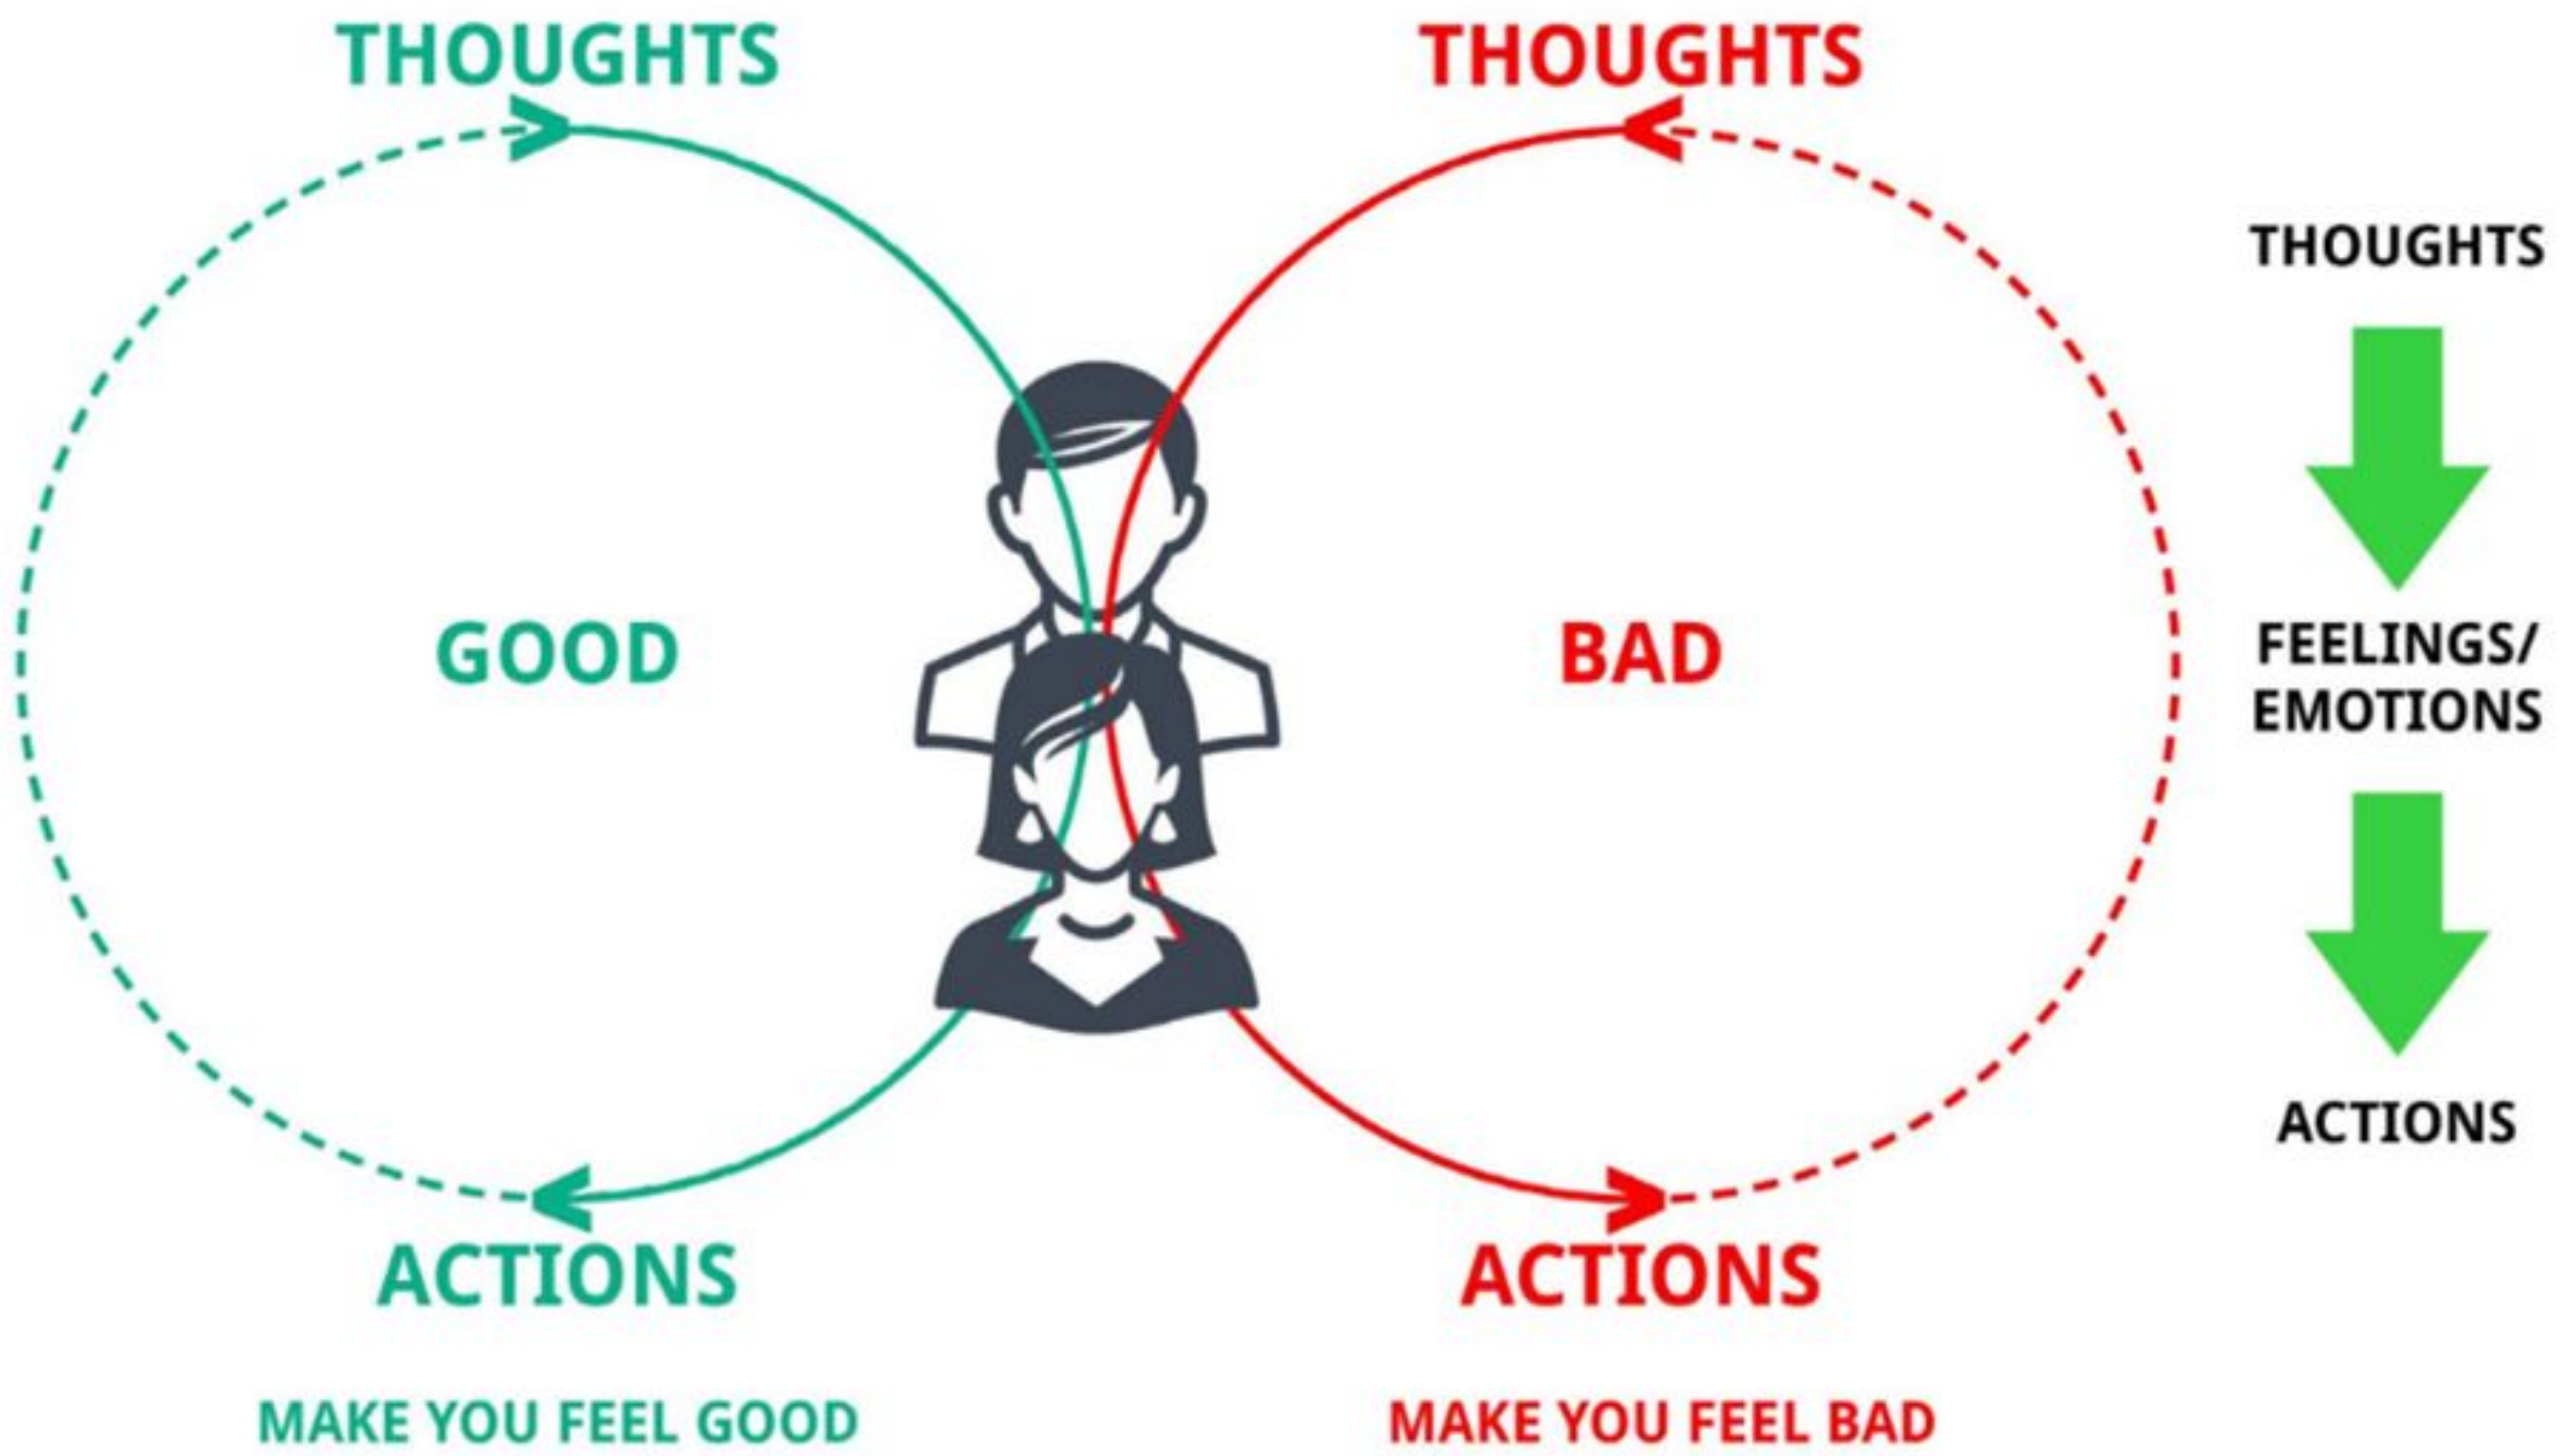 THOUGHTS
THOUGHTS
THOUGHTS
GOOD
BAD
FEELINGS/
EMOTIONS
ACTIONS
ACTIONS
ACTIONS
MAKE YOU FEEL GOOD
MAKE YOU FEEL BAD